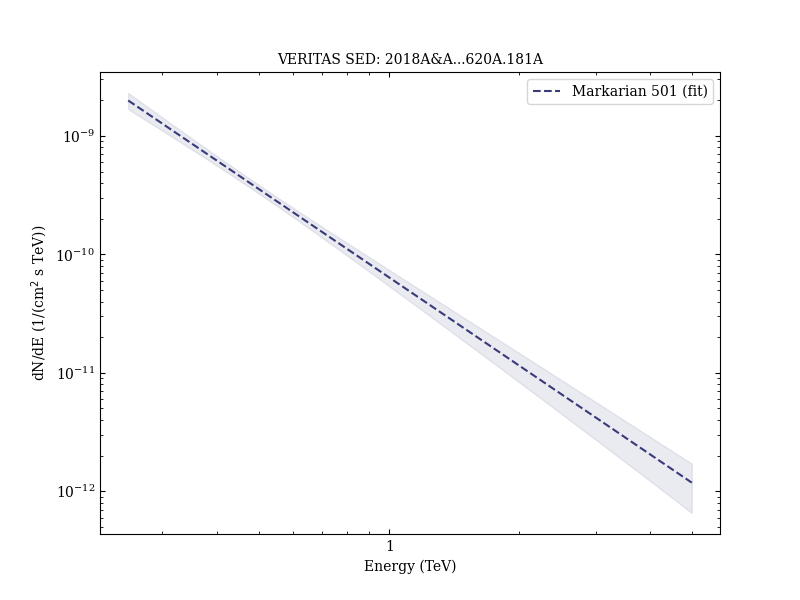 VERITAS SED: 2018A&A...620A.181A
Markarian 501 (fit)
10⁻⁹
10⁻¹⁰
10⁻¹¹
10⁻¹²
dN/dE (1/(cm² s TeV))
1
Energy (TeV)